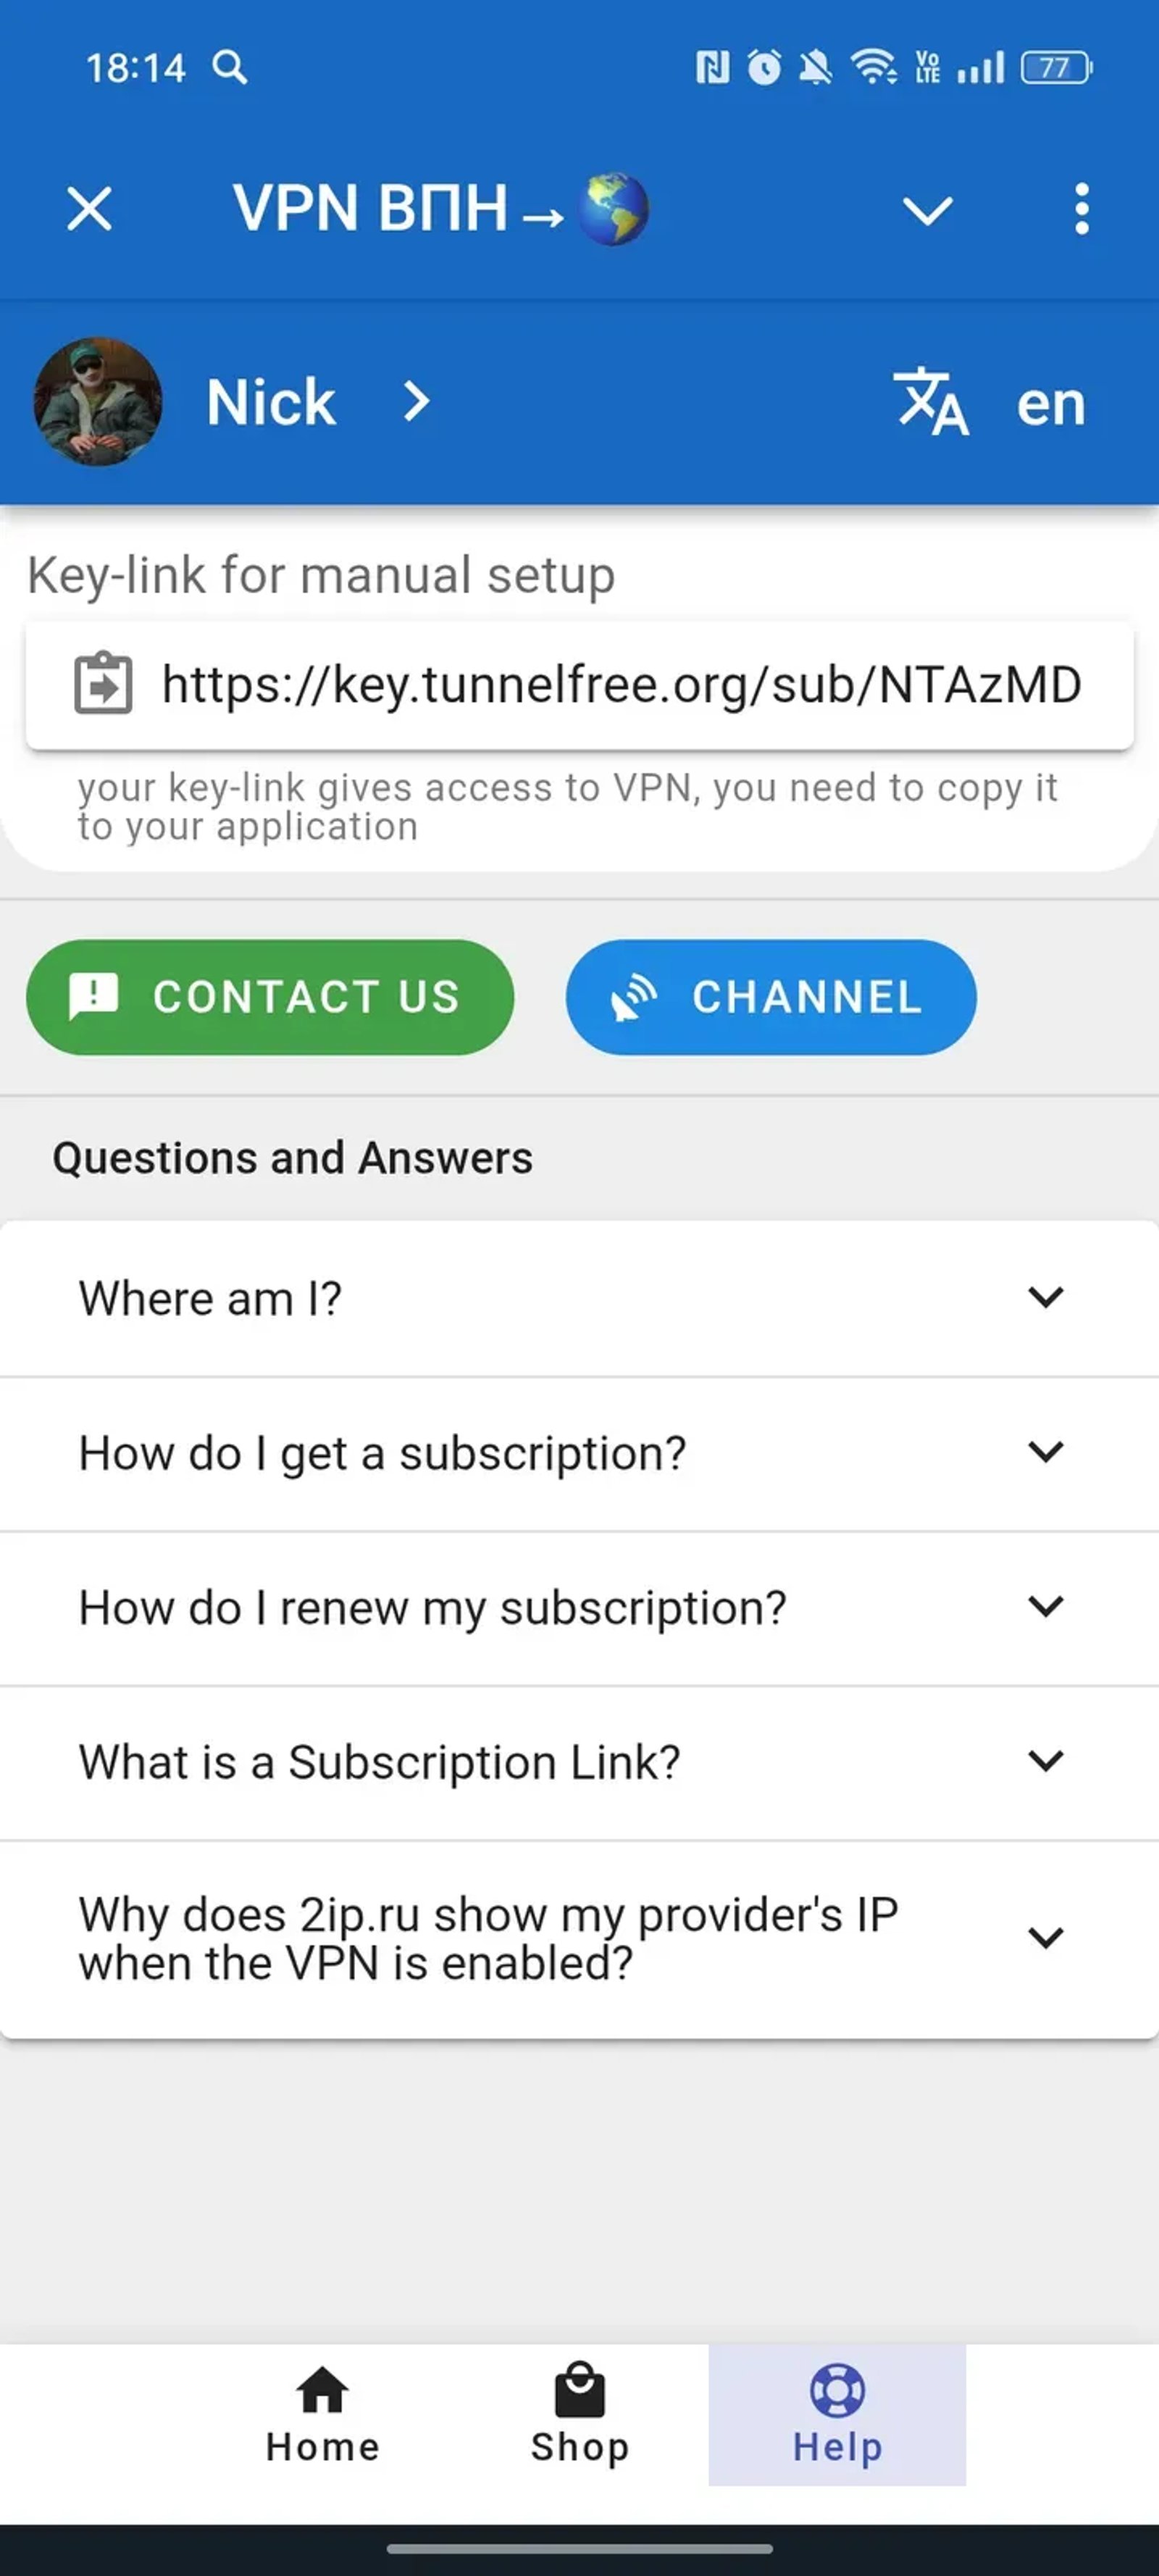 18:14 Vo LTE 77
VPN ВПН→🌎
Nick en
Key-link for manual setup
https://key.tunnelfree.org/sub/NTAzMD
your key-link gives access to VPN, you need to copy it
to your application
CONTACT US CHANNEL
Questions and Answers
Where am I?
How do I get a subscription?
How do I renew my subscription?
What is a Subscription Link?
Why does 2ip.ru show my provider's IP
when the VPN is enabled?
Home Shop Help